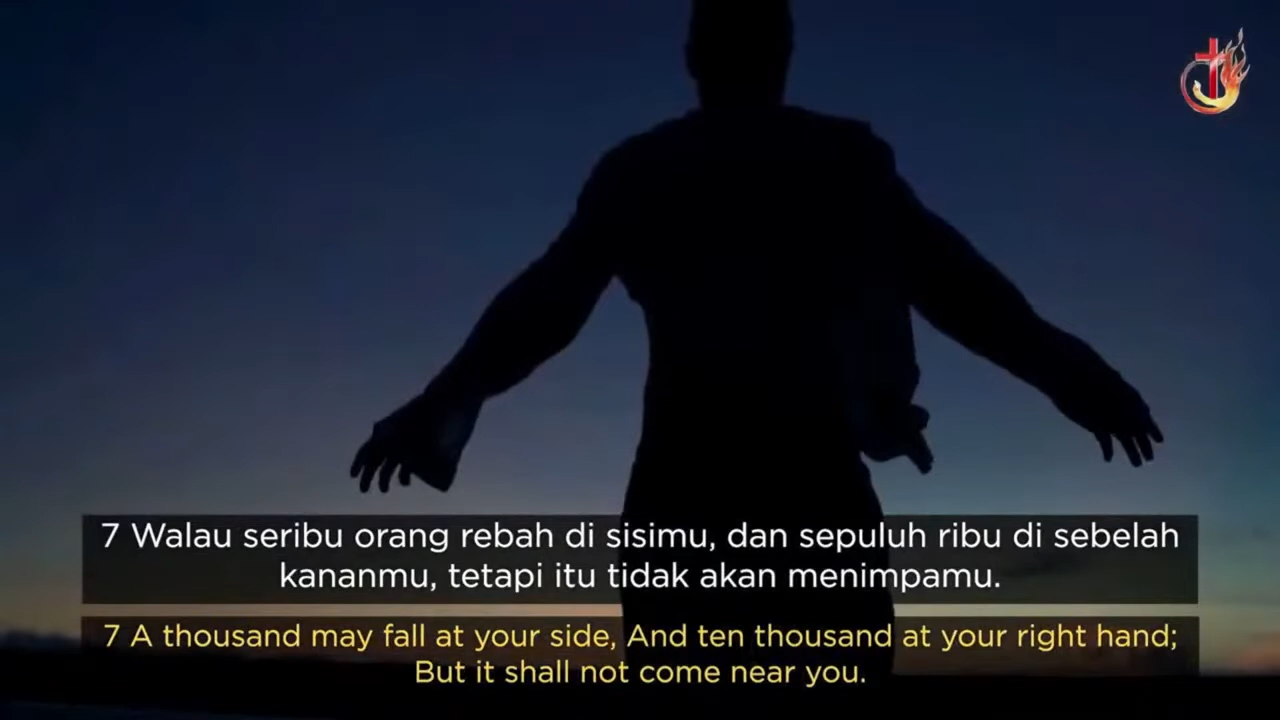 7 Walau seribu orang rebah di sisimu, dan sepuluh ribu di sebelah
kananmu, tetapi itu tidak akan menimpamu.
7 A thousand may fall at your side, And ten thousand at your right hand;
But it shall not come near you.